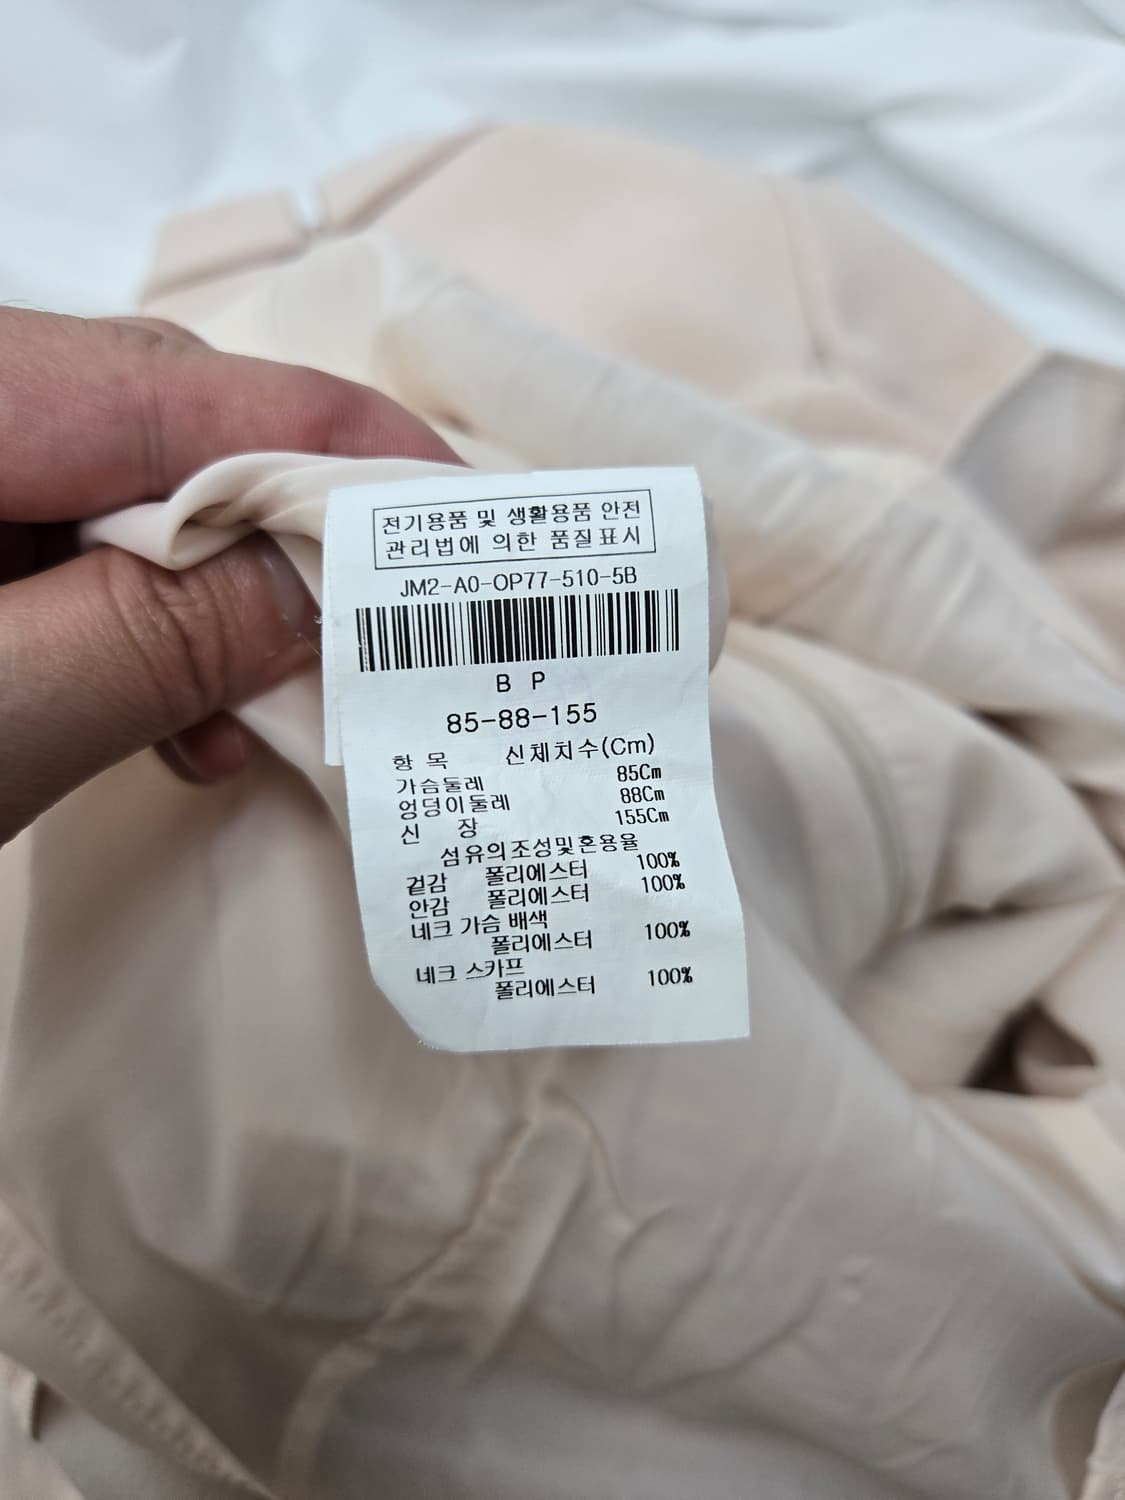 전기용품 및 생활용품 안전
관리법에 의한 품질표시
JM2-A0-OP77-510-5B
B P
85-88-155
항 목 신체치수(Cm)
가슴둘레 85Cm
엉덩이둘레 88Cm
신 장 155Cm
섬유의조성및혼용율
겉감 폴리에스터 100%
안감 폴리에스터 100%
네크 가슴 배색
폴리에스터 100%
네크 스카프
폴리에스터 100%